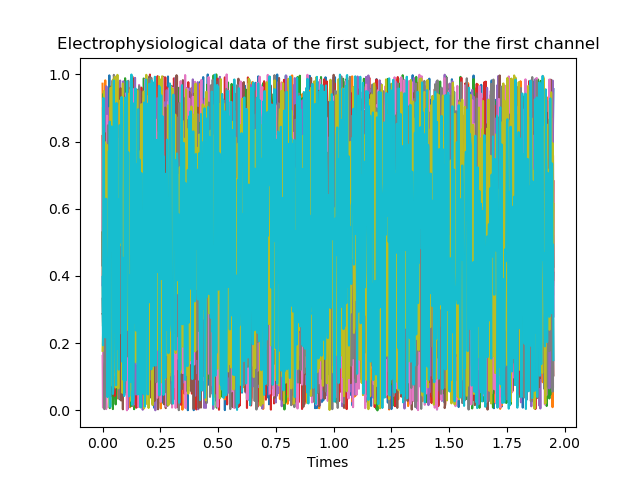 Electrophysiological data of the first subject, for the first channel
1.0
0.8
0.6
0.4
0.2
0.0
0.00 0.25 0.50 0.75 1.00 1.25 1.50 1.75 2.00
Times